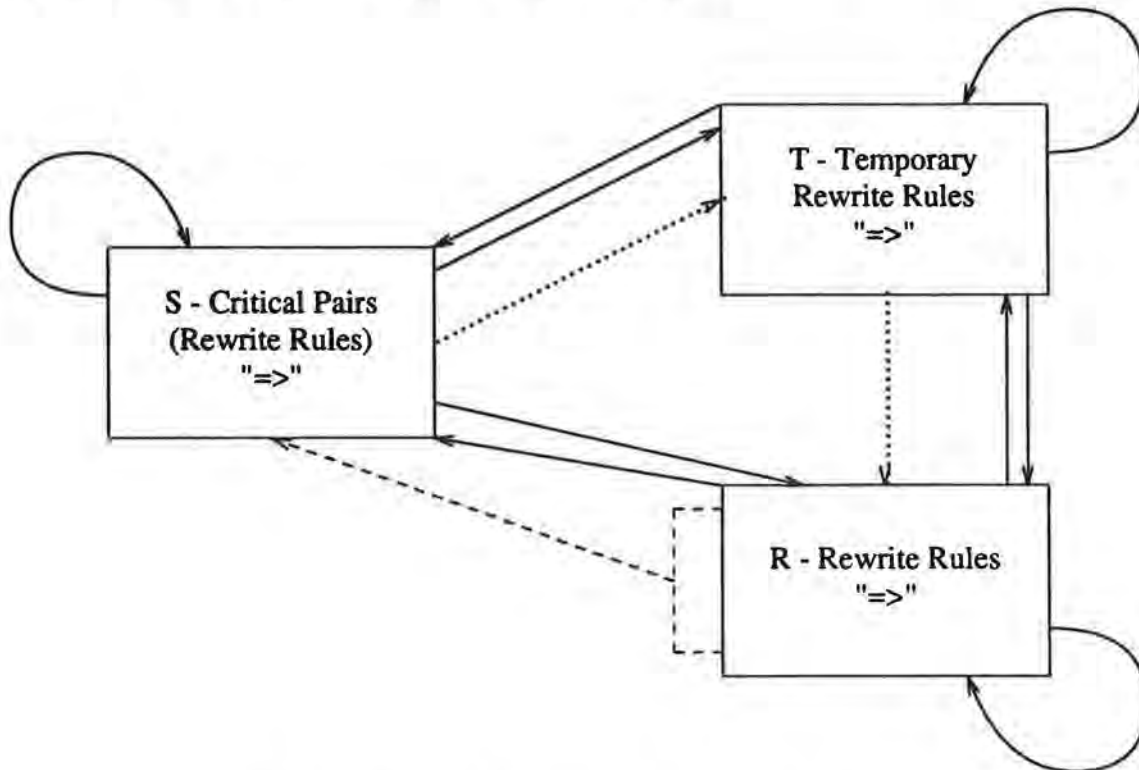 T - Temporary
Rewrite Rules
"=>"
S - Critical Pairs
(Rewrite Rules)
"=>"
R - Rewrite Rules
"=>"